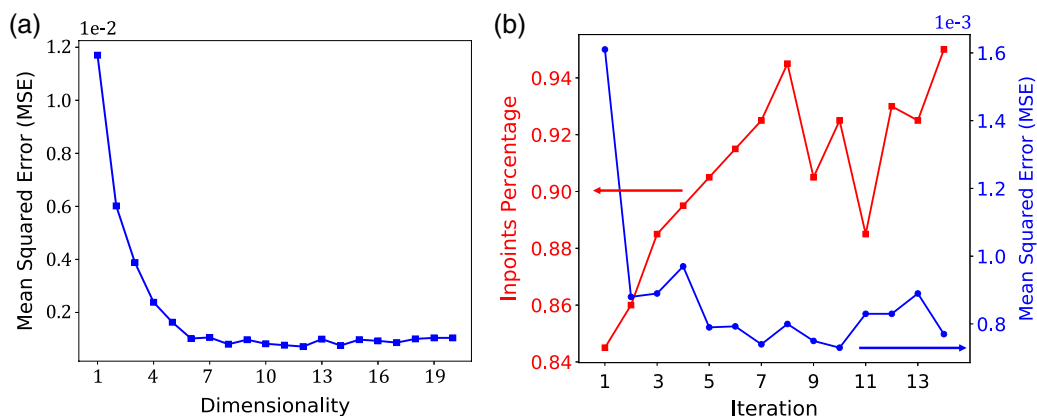 (a)
1e-2
Mean Squared Error (MSE)
1.2
1.0
0.8
0.6
0.4
0.2
1 4 7 10 13 16 19
Dimensionality
(b)
1e-3
Inpoints Percentage
0.94
0.92
0.90
0.88
0.86
0.84
1.6
1.4
1.2
1.0
0.8
Mean Squared Error (MSE)
1 3 5 7 9 11 13
Iteration